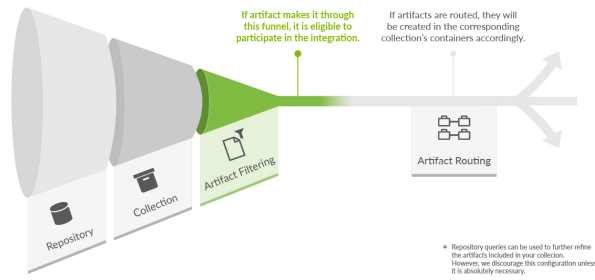 If artifact makes it through
this funnel, it is eligible to
participate in the integration.
If artifacts are routed, they will
be created in the corresponding
collection's containers accordingly.
Repository
Collection
Artifact Filtering
Artifact Routing
* Repository queries can be used to further refine
the artifacts included in your collecion.
However, we discourage this configuration unless
it is absolutely necessary.